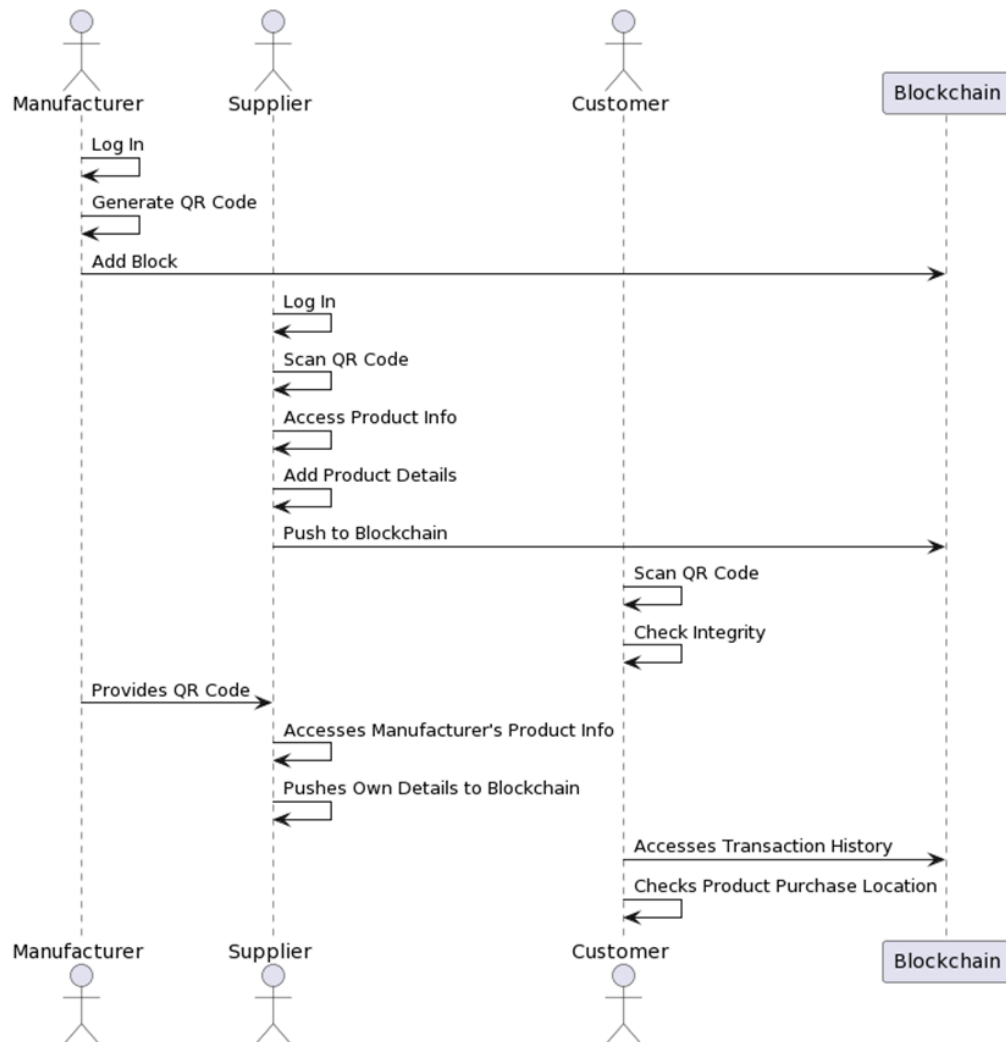 Manufacturer
Supplier
Customer
Blockchain
Log In
Generate QR Code
Add Block
Log In
Scan QR Code
Access Product Info
Add Product Details
Push to Blockchain
Scan QR Code
Check Integrity
Provides QR Code
Accesses Manufacturer's Product Info
Pushes Own Details to Blockchain
Accesses Transaction History
Checks Product Purchase Location
Manufacturer
Supplier
Customer
Blockchain